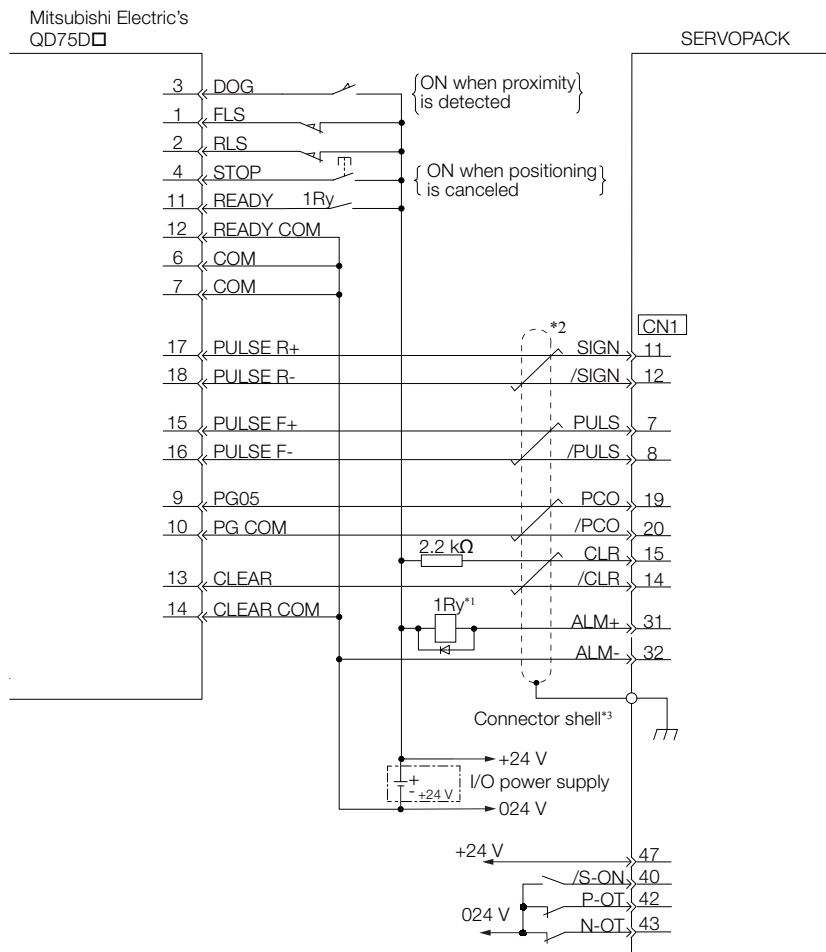 Mitsubishi Electric's
QD75D□
SERVOPACK
3 DOG
ON when proximity
is detected
1 FLS
2 RLS
4 STOP
ON when positioning
is canceled
11 READY 1Ry
12 READY COM
6 COM
7 COM
*2
CN1
17 PULSE R+ SIGN 11
18 PULSE R- /SIGN 12
15 PULSE F+ PULS 7
16 PULSE F- /PULS 8
9 PG05 PCO 19
10 PG COM /PCO 20
2.2 kΩ CLR 15
13 CLEAR /CLR 14
14 CLEAR COM
1Ry*1 ALM+ 31
ALM- 32
Connector shell*3
+24 V
+ I/O power supply
- +24 V
024 V
+24 V 47
/S-ON 40
P-OT 42
024 V
N-OT 43